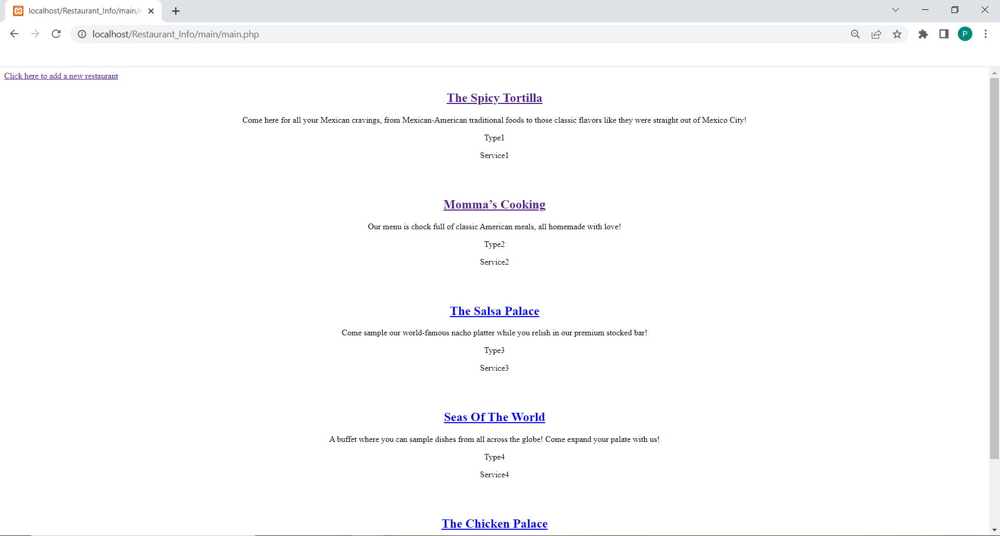 localhost/Restaurant_Info/main/
localhost/Restaurant_Info/main/main.php
P
Click here to add a new restaurant
The Spicy Tortilla
Come here for all your Mexican cravings, from Mexican-American traditional foods to those classic flavors like they were straight out of Mexico City!
Type1
Service1
Momma’s Cooking
Our menu is chock full of classic American meals, all homemade with love!
Type2
Service2
The Salsa Palace
Come sample our world-famous nacho platter while you relish in our premium stocked bar!
Type3
Service3
Seas Of The World
A buffet where you can sample dishes from all across the globe! Come expand your palate with us!
Type4
Service4
The Chicken Palace